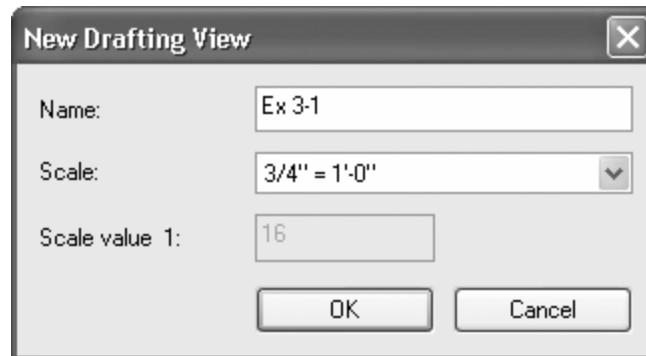 New Drafting View
Name: Ex 3-1
Scale: 3/4" = 1'-0"
Scale value 1: 16
OK Cancel